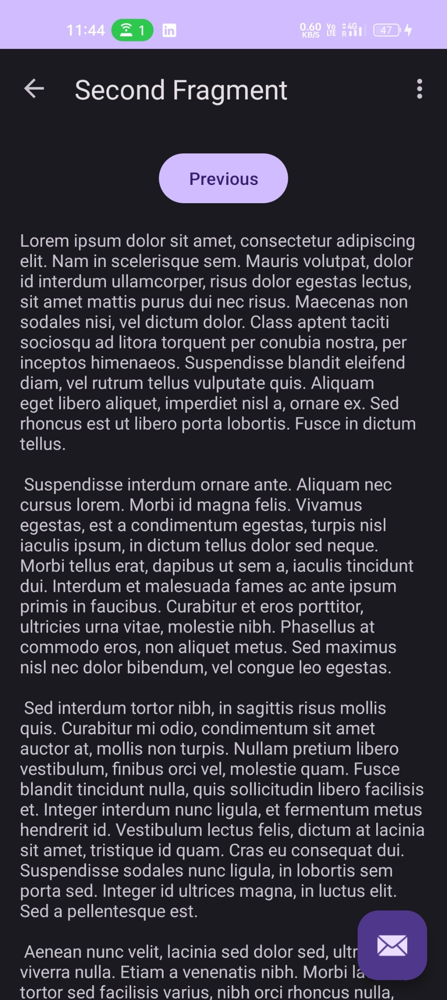 11:44
1
in
0.60 KB/S
Vo LTE
4G R
47
Second Fragment
Previous
Lorem ipsum dolor sit amet, consectetur adipiscing
elit. Nam in scelerisque sem. Mauris volutpat, dolor
id interdum ullamcorper, risus dolor egestas lectus,
sit amet mattis purus dui nec risus. Maecenas non
sodales nisi, vel dictum dolor. Class aptent taciti
sociosqu ad litora torquent per conubia nostra, per
inceptos himenaeos. Suspendisse blandit eleifend
diam, vel rutrum tellus vulputate quis. Aliquam
eget libero aliquet, imperdiet nisl a, ornare ex. Sed
rhoncus est ut libero porta lobortis. Fusce in dictum
tellus.
Suspendisse interdum ornare ante. Aliquam nec
cursus lorem. Morbi id magna felis. Vivamus
egestas, est a condimentum egestas, turpis nisl
iaculis ipsum, in dictum tellus dolor sed neque.
Morbi tellus erat, dapibus ut sem a, iaculis tincidunt
dui. Interdum et malesuada fames ac ante ipsum
primis in faucibus. Curabitur et eros porttitor,
ultricies urna vitae, molestie nibh. Phasellus at
commodo eros, non aliquet metus. Sed maximus
nisl nec dolor bibendum, vel congue leo egestas.
Sed interdum tortor nibh, in sagittis risus mollis
quis. Curabitur mi odio, condimentum sit amet
auctor at, mollis non turpis. Nullam pretium libero
vestibulum, finibus orci vel, molestie quam. Fusce
blandit tincidunt nulla, quis sollicitudin libero facilisis
et. Integer interdum nunc ligula, et fermentum metus
hendrerit id. Vestibulum lectus felis, dictum at lacinia
sit amet, tristique id quam. Cras eu consequat dui.
Suspendisse sodales nunc ligula, in lobortis sem
porta sed. Integer id ultrices magna, in luctus elit.
Sed a pellentesque est.
Aenean nunc velit, lacinia sed dolor sed,
viverra nulla. Etiam a venenatis nibh. Morbi
tortor sed facilisis varius, nibh orci rhoncus nulla,